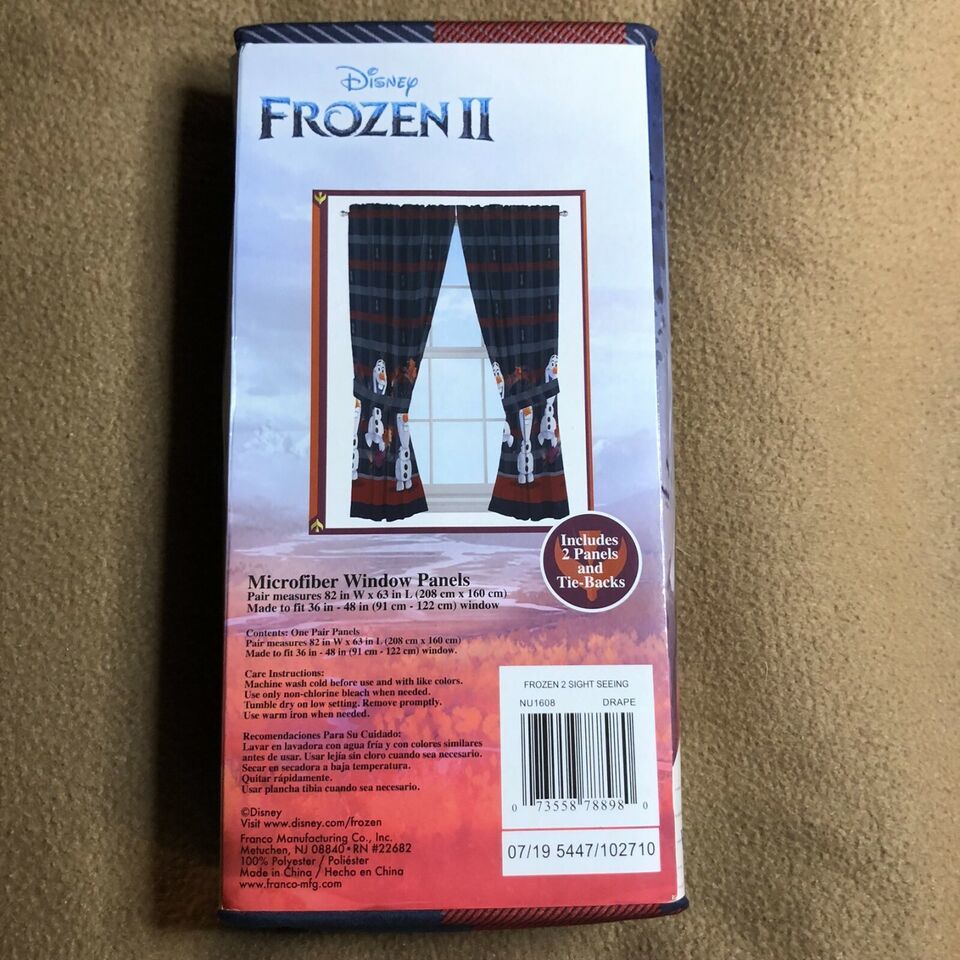 Disney
FROZEN II
Includes
2 Panels
and
Tie-Backs
Microfiber Window Panels
Pair measures 82 in W x 63 in L (208 cm x 160 cm)
Made to fit 36 in - 48 in (91 cm - 122 cm) window
Contents: One Pair Panels
Pair measures 82 in W x 63 in L (208 cm x 160 cm)
Made to fit 36 in - 48 in (91 cm - 122 cm) window.
Care Instructions:
Machine wash cold before use and with like colors.
Use only non-chlorine bleach when needed.
Tumble dry on low setting. Remove promptly.
Use warm iron when needed.
Recomendaciones Para Su Cuidado:
Lavar en lavadora con agua fría y con colores similares
antes de usar. Usar lejía sin cloro cuando sea necesario.
Secar en secadora a baja temperatura.
Quitar rápidamente.
Usar plancha tibia cuando sea necesario.
©Disney
Visit www.disney.com/frozen
Franco Manufacturing Co., Inc.
Metuchen, NJ 08840 • RN #22682
100% Polyester / Poliéster
Made in China / Hecho en China
www.franco-mfg.com
FROZEN 2 SIGHT SEEING
NU1608 DRAPE
0 73558 78898 0
07/19 5447/102710